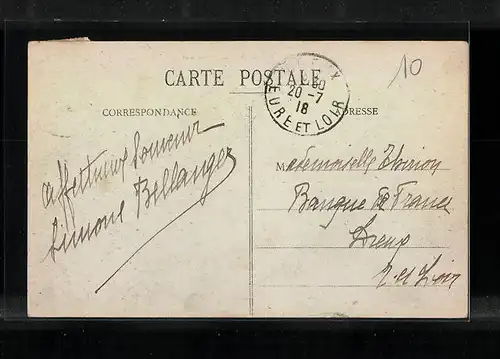 10
CARTE POSTALE
20 -7
18
EURE ET LOIR
CORRESPONDANCE
ADRESSE
affectueux souvenir
Simone Bellanger
Mademoiselle Thirion
Banque de France
Dreux
E. et Loir